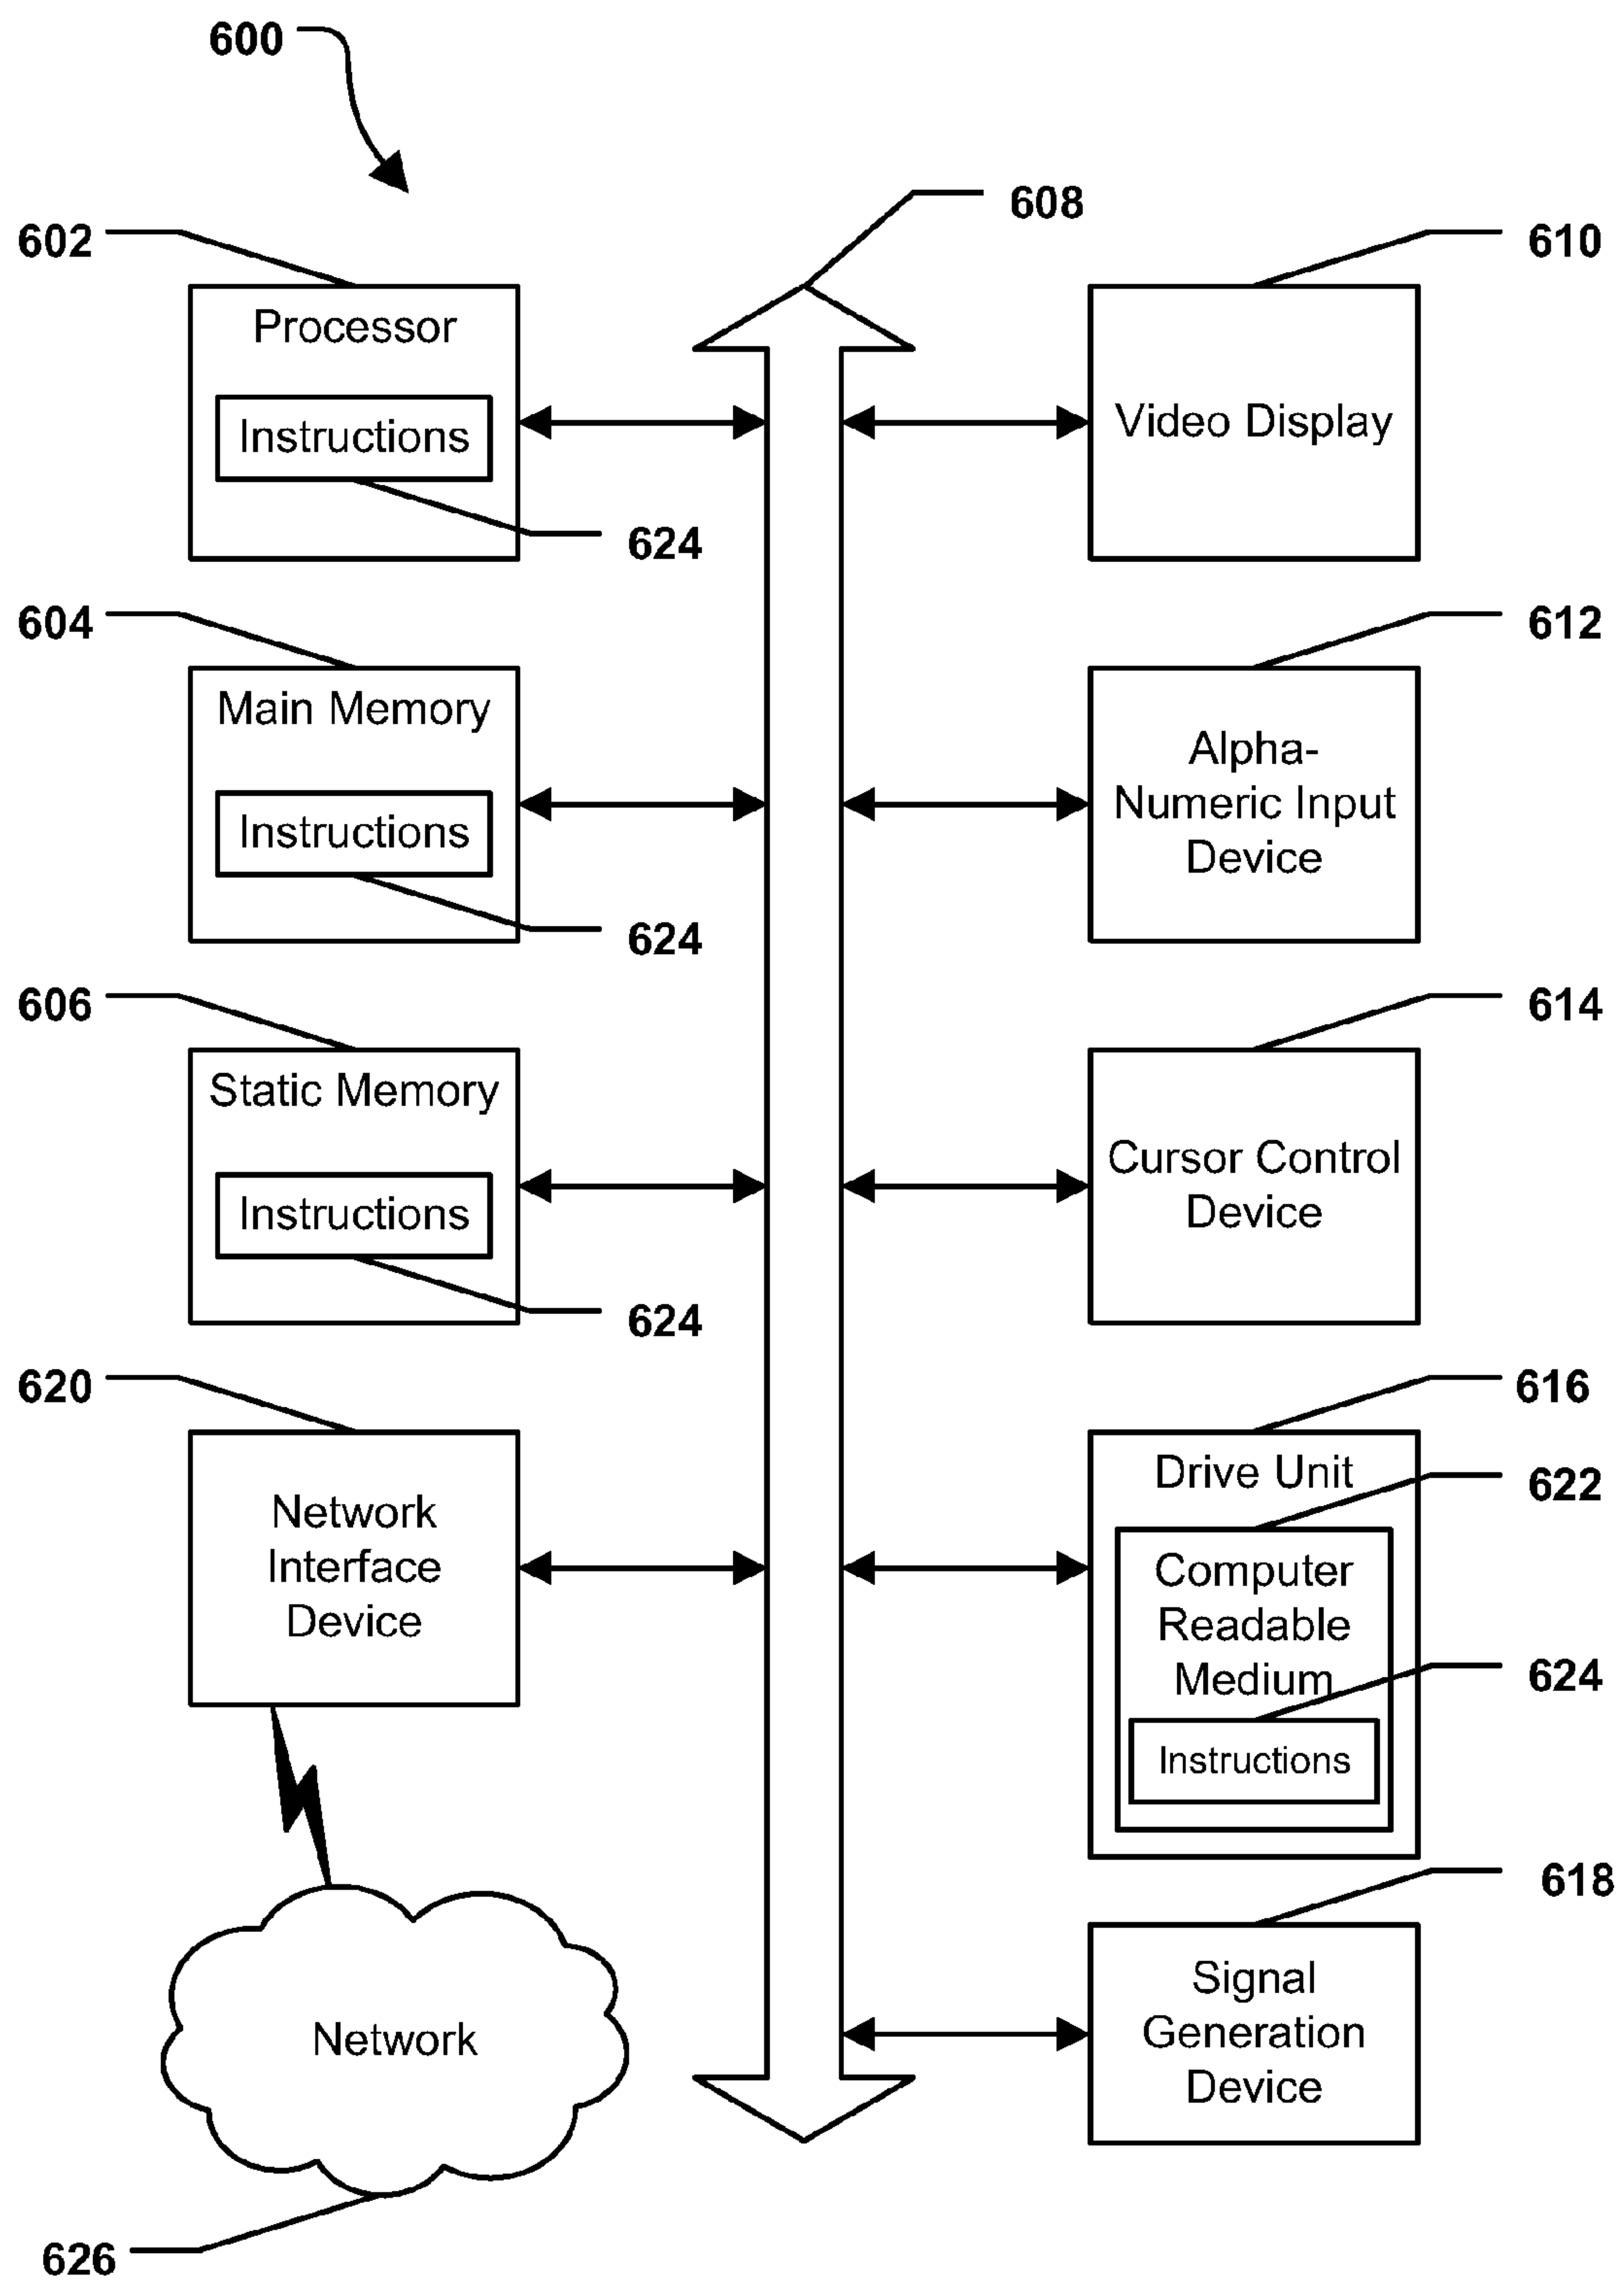 600
608
602
610
Processor
Instructions
Video Display
624
604
612
Main Memory
Instructions
Alpha-
Numeric Input
Device
624
606
614
Static Memory
Instructions
Cursor Control
Device
624
620
616
Network
Interface
Device
Drive Unit
622
Computer
Readable
Medium
624
Instructions
618
Signal
Generation
Device
Network
626